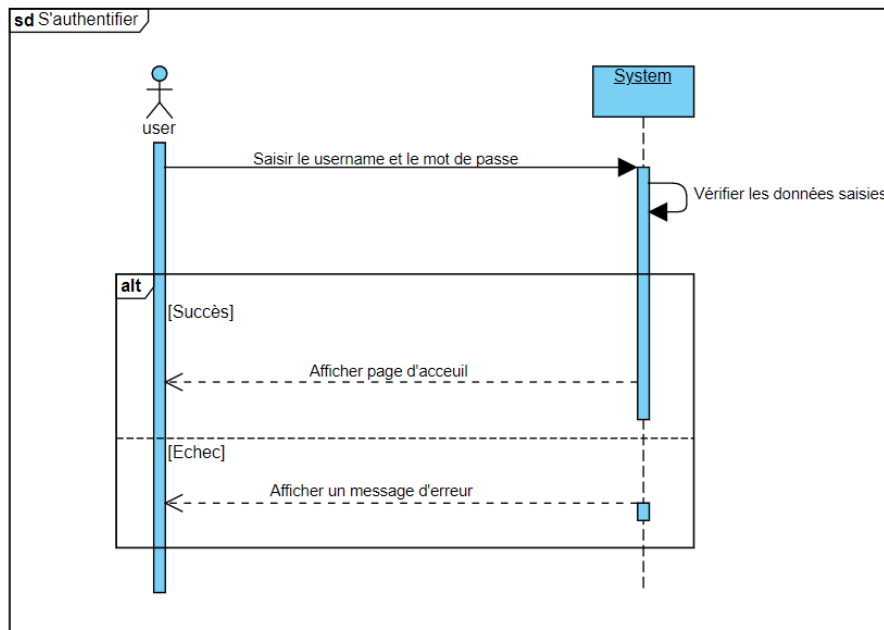 sd S'authentifier
System
user
Saisir le username et le mot de passe
Vérifier les données saisies
alt
[Succès]
Afficher page d'acceuil
[Echec]
Afficher un message d'erreur